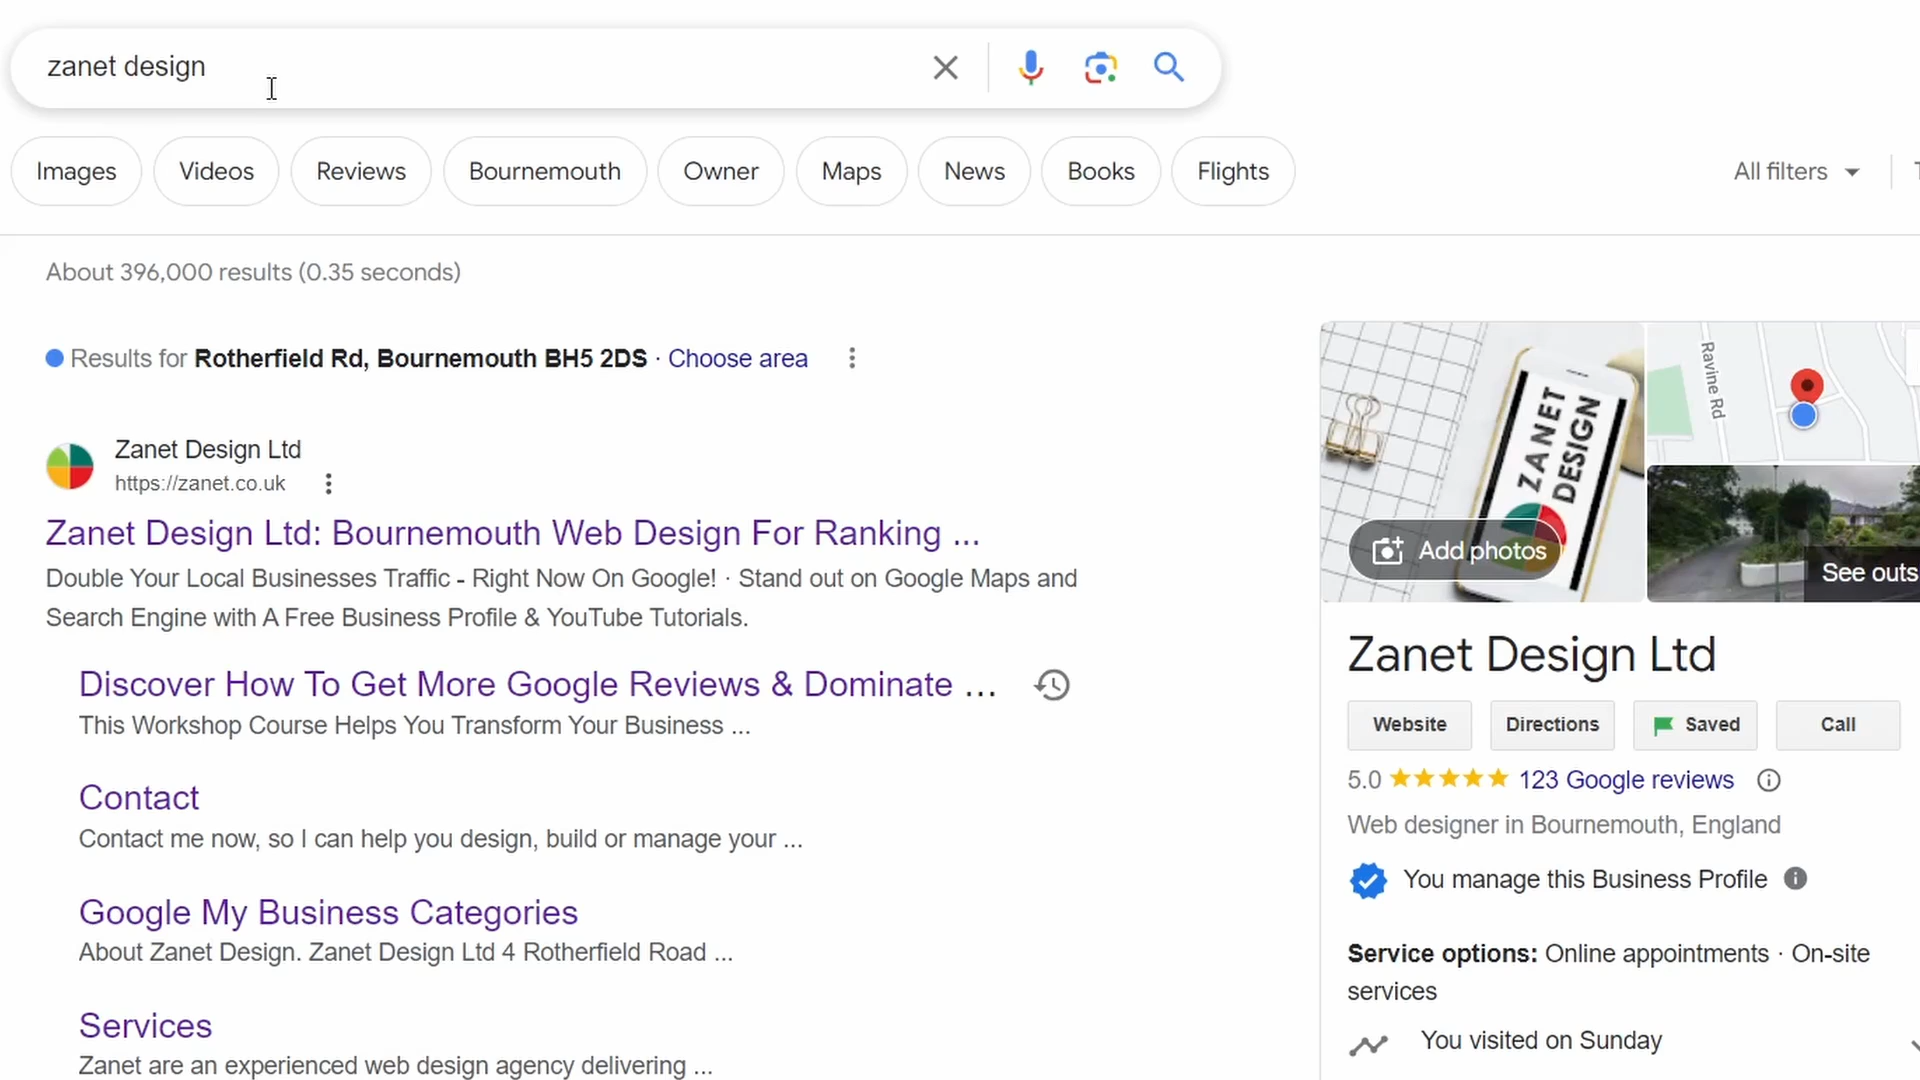 zanet design
Images
Videos
Reviews
Bournemouth
Owner
Maps
News
Books
Flights
All filters
About 396,000 results (0.35 seconds)
Results for Rotherfield Rd, Bournemouth BH5 2DS · Choose area
Zanet Design Ltd
https://zanet.co.uk
Zanet Design Ltd: Bournemouth Web Design For Ranking ...
Double Your Local Businesses Traffic - Right Now On Google! · Stand out on Google Maps and
Search Engine with A Free Business Profile & YouTube Tutorials.
Discover How To Get More Google Reviews & Dominate ...
This Workshop Course Helps You Transform Your Business ...
Contact
Contact me now, so I can help you design, build or manage your ...
Google My Business Categories
About Zanet Design. Zanet Design Ltd 4 Rotherfield Road ...
Services
Zanet are an experienced web design agency delivering ...
ZANET
DESIGN
Add photos
Ravine Rd
See outs
Zanet Design Ltd
Website
Directions
Saved
Call
5.0
123 Google reviews
Web designer in Bournemouth, England
You manage this Business Profile
Service options: Online appointments · On-site
services
You visited on Sunday